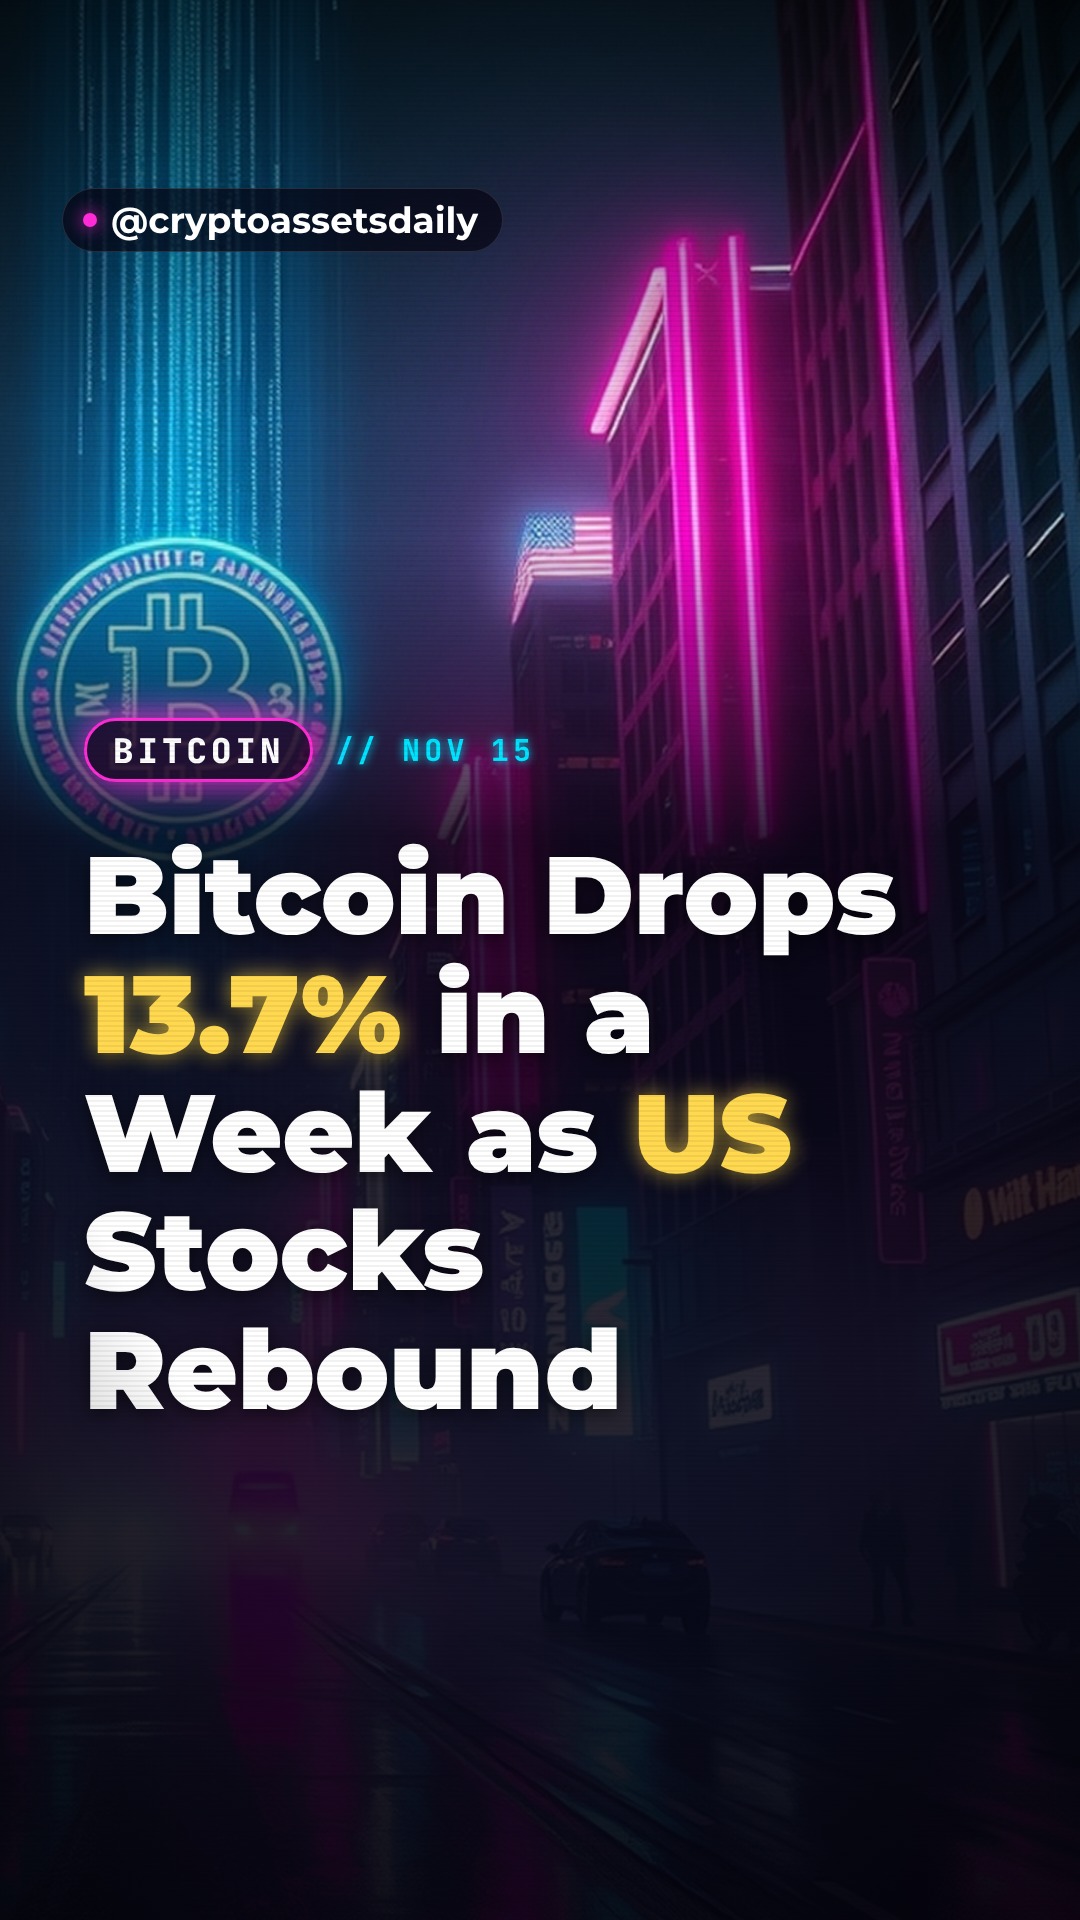 @cryptoassetsdaily
BITCOIN // NOV 15
Bitcoin Drops
13.7% in a
Week as US
Stocks
Rebound